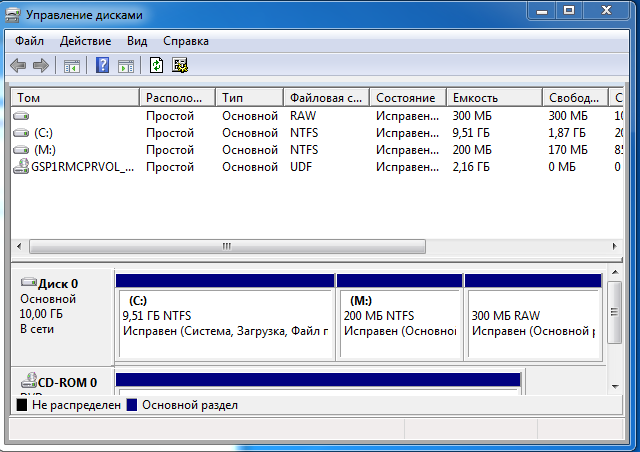 Управление дисками
Файл Действие Вид Справка
Том Располо... Тип Файловая с... Состояние Емкость Свобод... С
Простой Основной RAW Исправен... 300 МБ 300 МБ 10
(C:) Простой Основной NTFS Исправен... 9,51 ГБ 1,87 ГБ 20
(M:) Простой Основной NTFS Исправен... 200 МБ 170 МБ 85
GSP1RMCPRVOL_... Простой Основной UDF Исправен... 2,16 ГБ 0 МБ 0
Диск 0
Основной
10,00 ГБ
В сети
(C:)
9,51 ГБ NTFS
Исправен (Система, Загрузка, Файл п
(M:)
200 МБ NTFS
Исправен (Основно
300 МБ RAW
Исправен (Основной р
CD-ROM 0
Не распределен Основной раздел